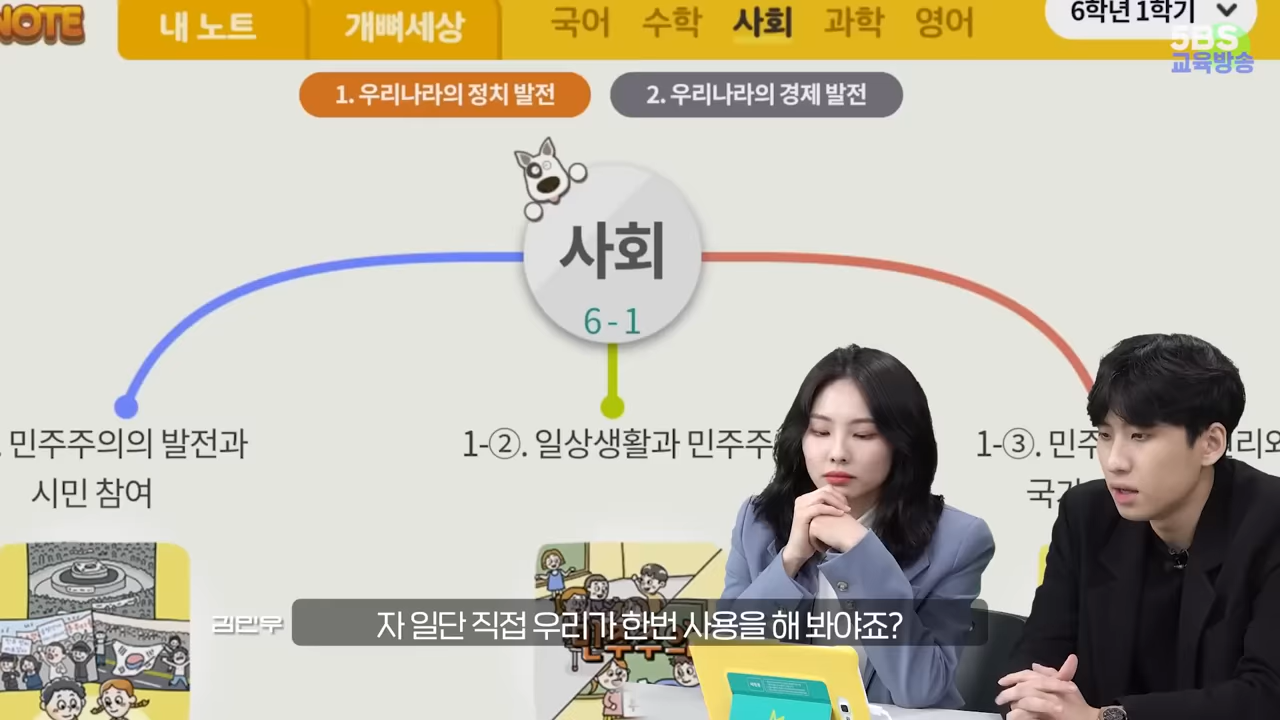 NOTE
내 노트
개뼈세상
국어
수학
사회
과학
영어
6학년 1학기
5BS
교육방송
1. 우리나라의 정치 발전
2. 우리나라의 경제 발전
사회
6-1
민주주의의 발전과
시민 참여
1-②. 일상생활과 민주주
1-③. 민주
리와
국가
김민우
자 일단 직접 우리가 한번 사용을 해 봐야죠?